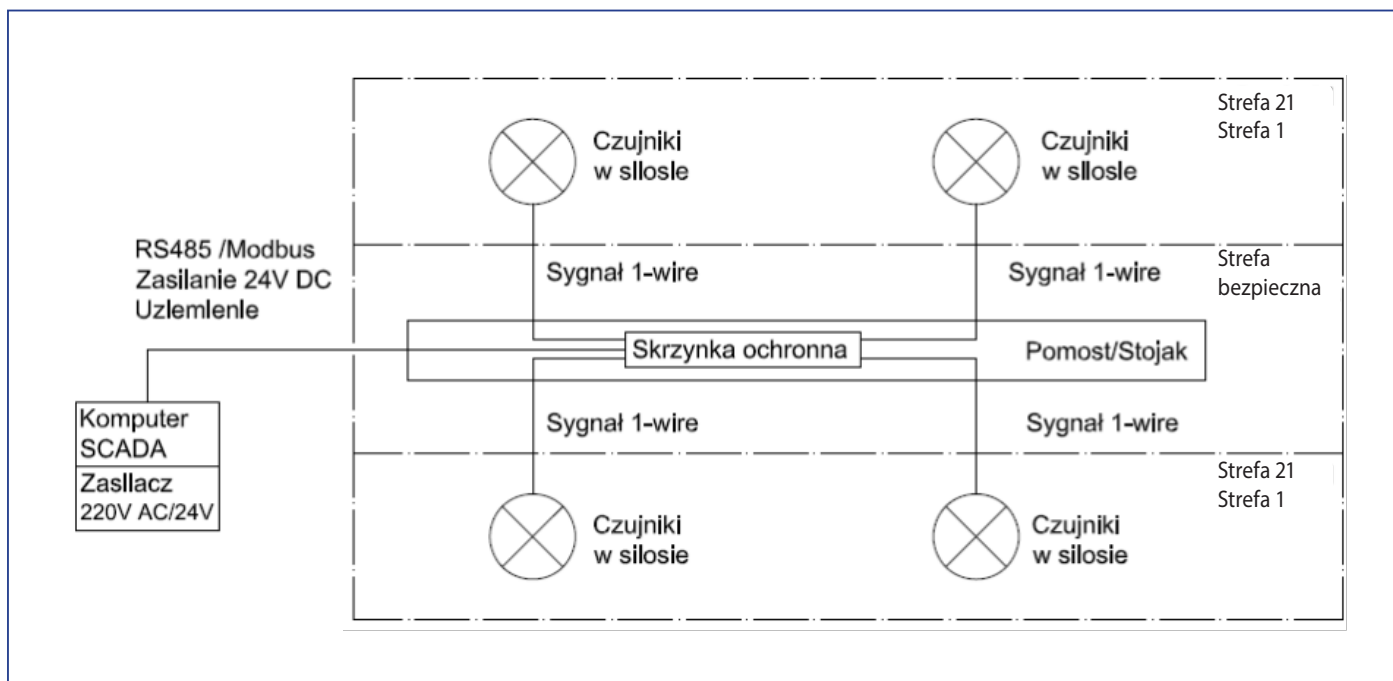 Strefa 21
Strefa 1
Czujniki
w sllosle
Czujniki
w sllosle
RS485 /Modbus
Zasilanie 24V DC
Uzlemlenle
Sygnał 1-wire
Sygnał 1-wire
Strefa
bezpieczna
Skrzynka ochronna
Pomost/Stojak
Komputer
SCADA
Zasllacz
220V AC/24V
Sygnał 1-wire
Sygnał 1-wire
Strefa 21
Strefa 1
Czujniki
w silosie
Czujniki
w silosie